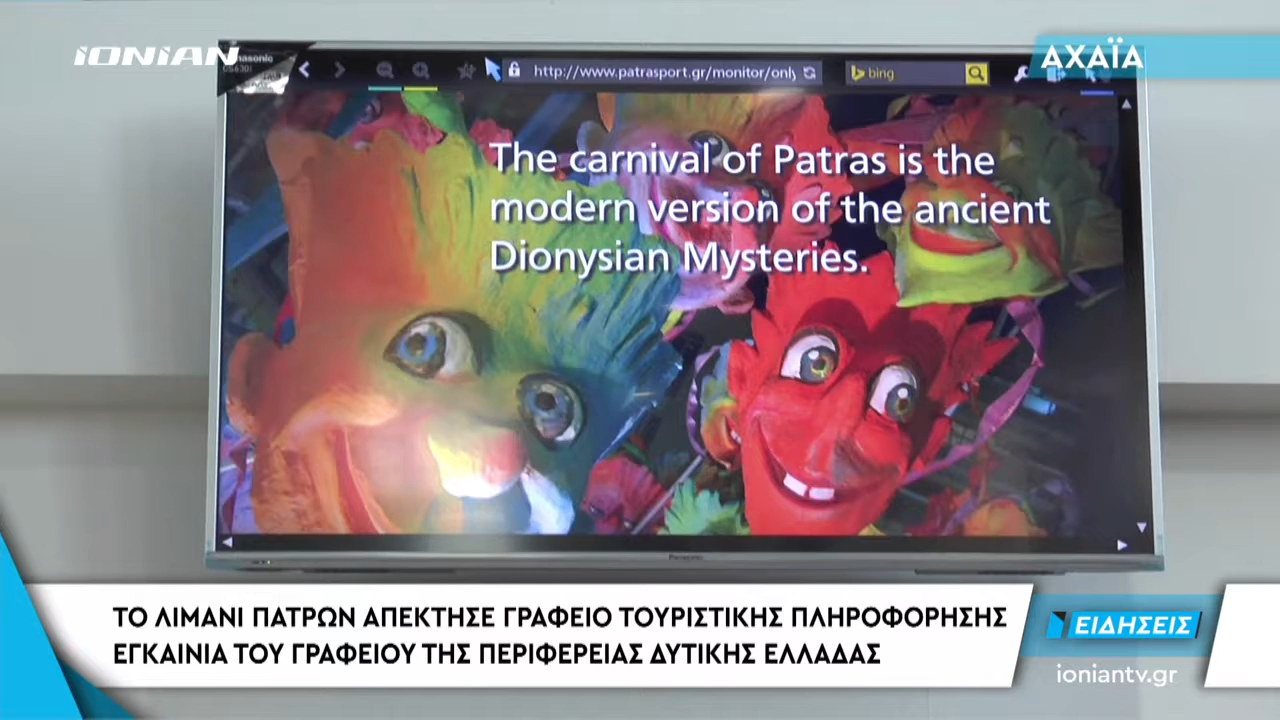 IONIAN
ΑΧΑΪΑ
http://www.patrasport.gr/monitor/only
bing
The carnival of Patras is the
modern version of the ancient
Dionysian Mysteries.
Panasonic
ΤΟ ΛΙΜΑΝΙ ΠΑΤΡΩΝ ΑΠΕΚΤΗΣΕ ΓΡΑΦΕΙΟ ΤΟΥΡΙΣΤΙΚΗΣ ΠΛΗΡΟΦΟΡΗΣΗΣ
ΕΓΚΑΙΝΙΑ ΤΟΥ ΓΡΑΦΕΙΟΥ ΤΗΣ ΠΕΡΙΦΕΡΕΙΑΣ ΔΥΤΙΚΗΣ ΕΛΛΑΔΑΣ
ΕΙΔΗΣΕΙΣ
ioniantv.gr